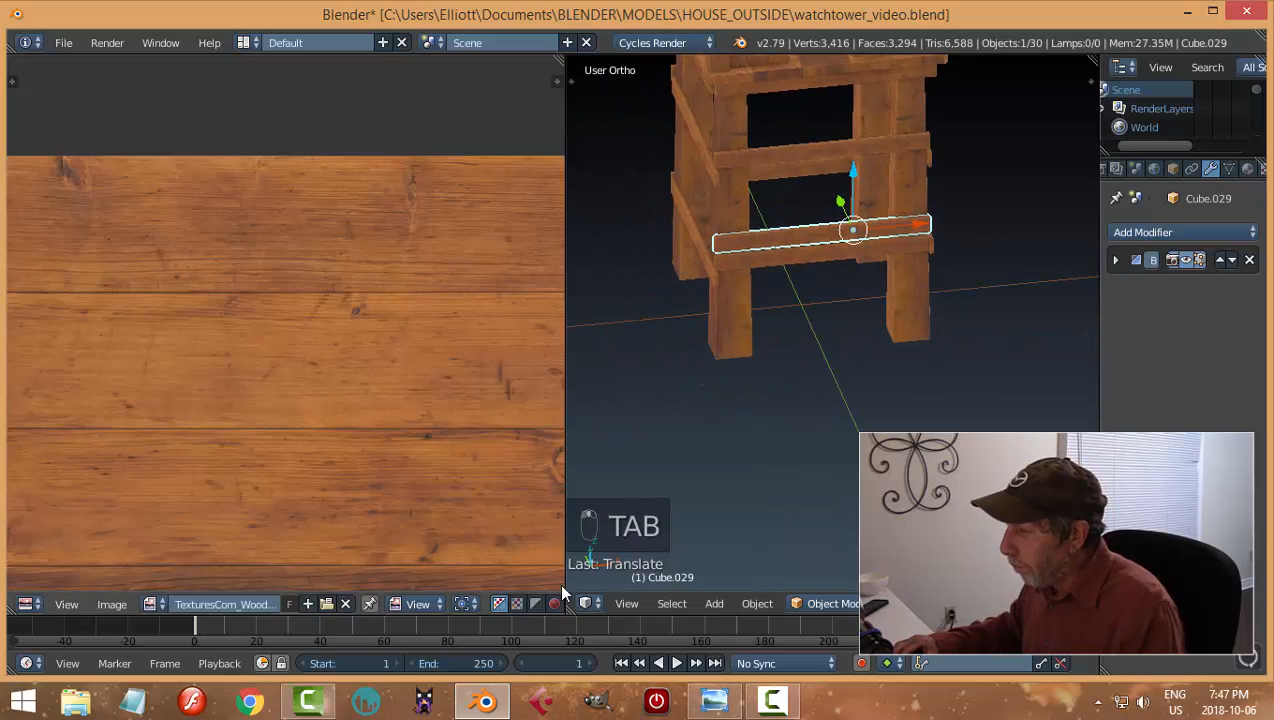 Blender* [C:\Users\Elliott\Documents\BLENDER\MODELS\HOUSE_OUTSIDE\watchtower_video.blend]
File Render Window Help Default Scene Cycles Render v2.79 | Verts:3,416 | Faces:3,294 | Tris:6,588 | Objects:1/30 | Lamps:0/0 | Mem:27.35M | Cube.029
User Ortho
View Search All S
Scene
RenderLayers
World
Cube.029
Add Modifier
B
TAB
Last: Translate
(1) Cube.029
View Image TexturesCom_Wood... F View
View Select Add Object Object Mo
-40 -20 0 20 40 60 80 100 120 140 160 180 200
View Marker Frame Playback Start: 1 End: 250 1 No Sync
ENG 7:47 PM
US 2018-10-06